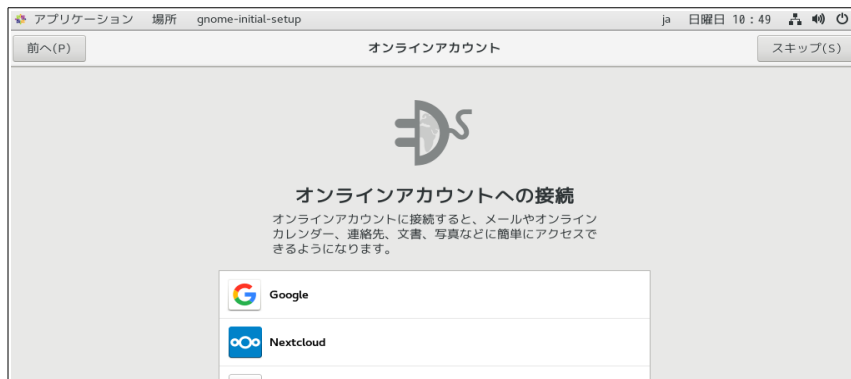 アプリケーション 場所 gnome-initial-setup ja 日曜日 10:49
前へ(P) オンラインアカウント スキップ(S)
オンラインアカウントへの接続
オンラインアカウントに接続すると、メールやオンライン
カレンダー、連絡先、文書、写真などに簡単にアクセスで
きるようになります。
Google
Nextcloud